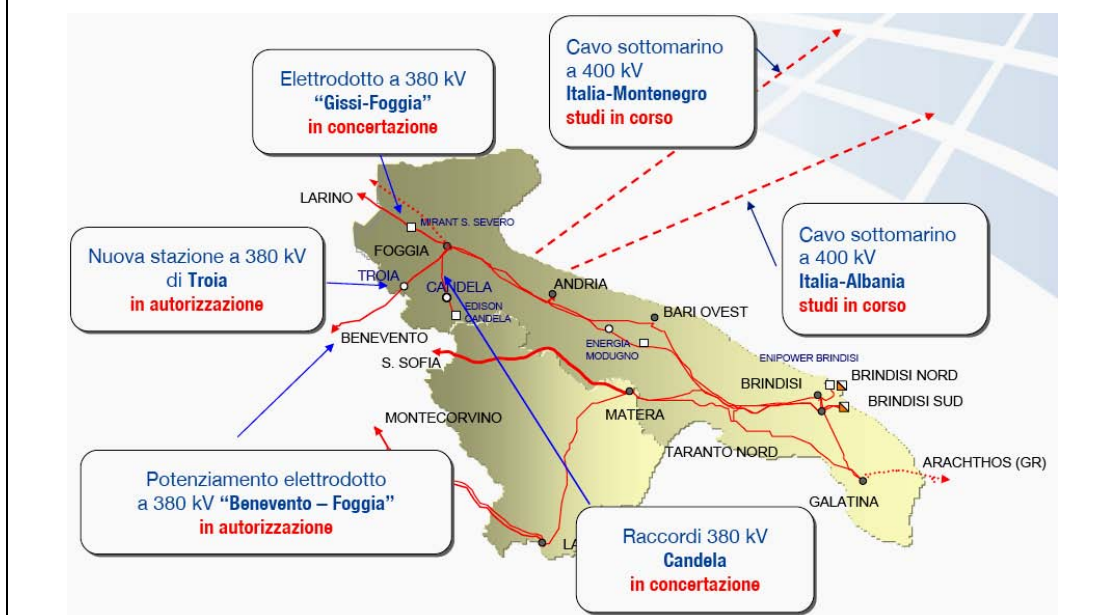 Cavo sottomarino
a 400 kV
Italia-Montenegro
studi in corso
Elettrodotto a 380 kV
“Gissi-Foggia”
in concertazione
LARINO
MIRANT S. SEVERO
Nuova stazione a 380 kV
di Troia
in autorizzazione
FOGGIA
TROIA
CANDELA
EDISON
CANDELA
ANDRIA
BARI OVEST
Cavo sottomarino
a 400 kV
Italia-Albania
studi in corso
BENEVENTO
S. SOFIA
ENERGIA
MODUGNO
ENIPOWER BRINDISI
BRINDISI NORD
BRINDISI
BRINDISI SUD
MONTECORVINO
MATERA
TARANTO NORD
ARACHTHOS (GR)
GALATINA
Potenziamento elettrodotto
a 380 kV “Benevento – Foggia”
in autorizzazione
Raccordi 380 kV
Candela
in concertazione